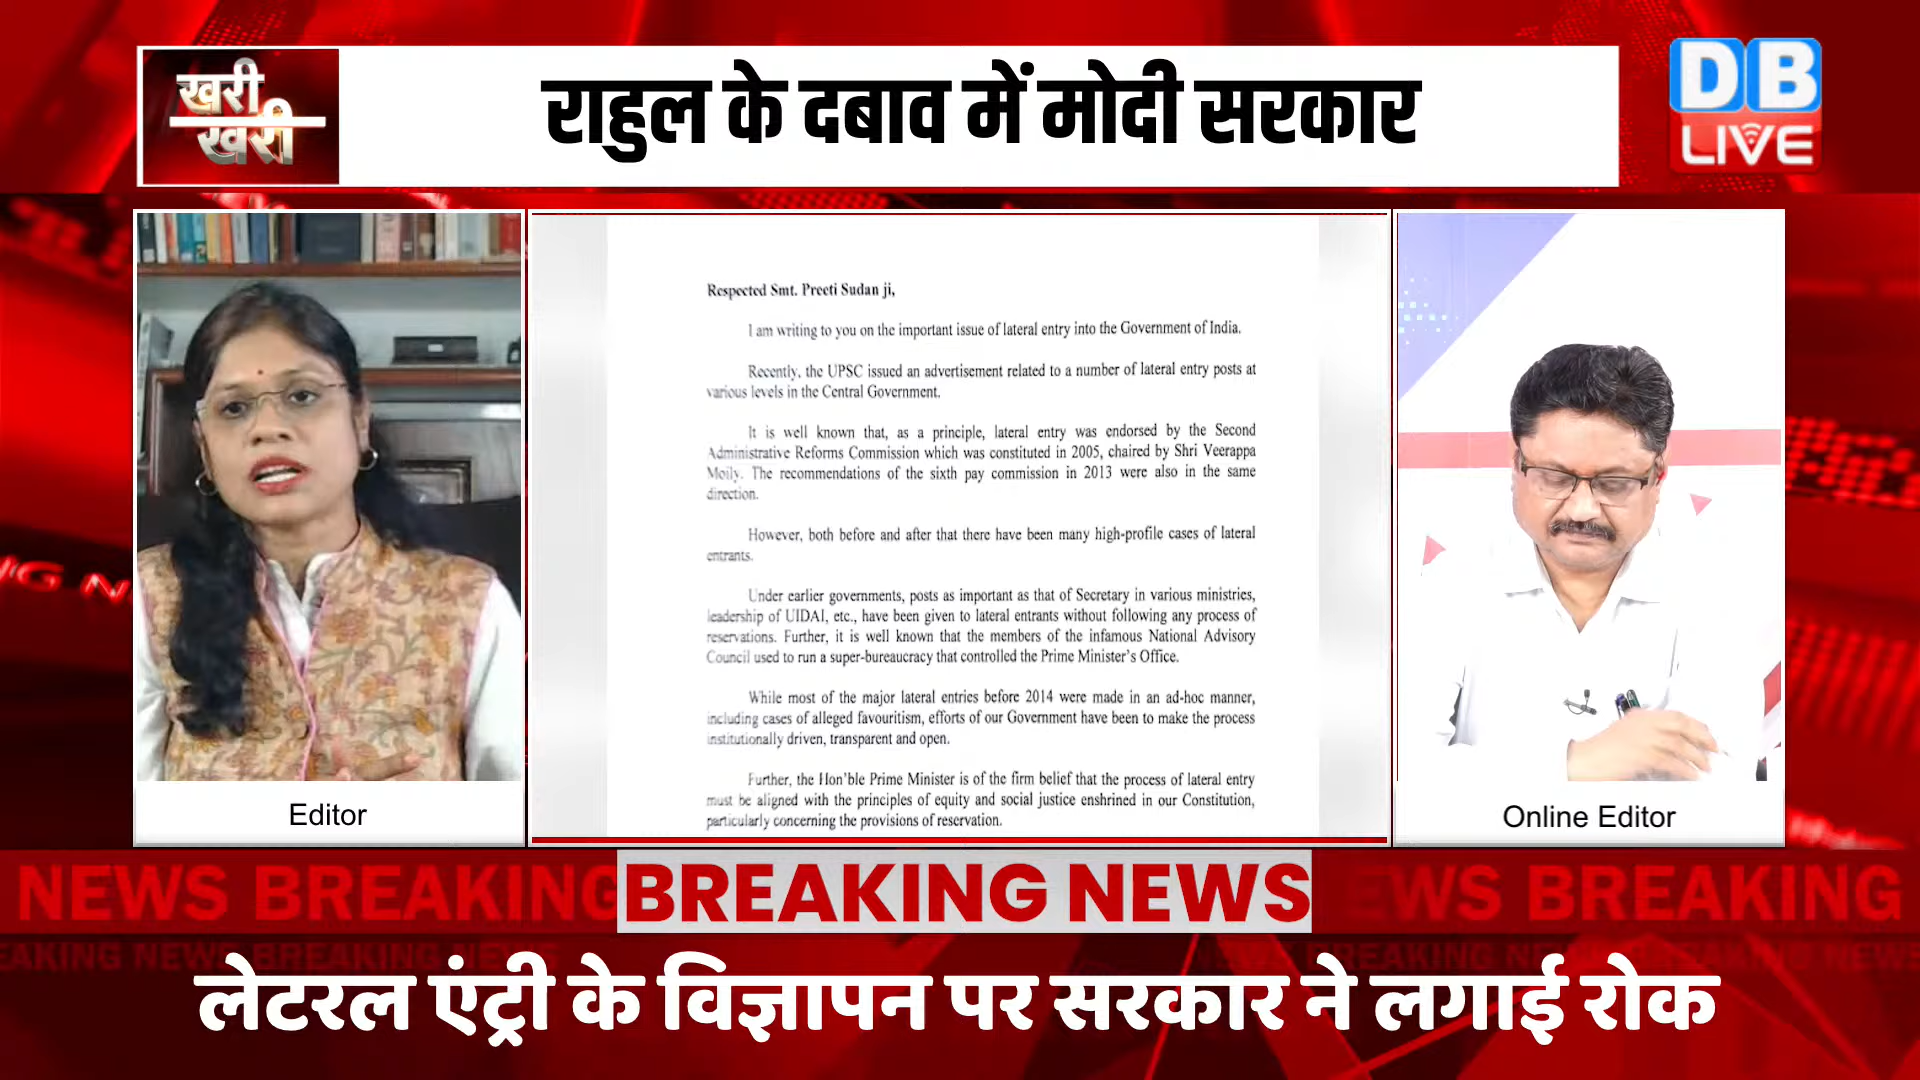 खरी
खरी
राहुल के दबाव में मोदी सरकार
DB
LIVE
Respected Smt. Preeti Sudan ji,
I am writing to you on the important issue of lateral entry into the Government of India.
Recently, the UPSC issued an advertisement related to a number of lateral entry posts at
various levels in the Central Government.
It is well known that, as a principle, lateral entry was endorsed by the Second
Administrative Reforms Commission which was constituted in 2005, chaired by Shri Veerappa
Moily. The recommendations of the sixth pay commission in 2013 were also in the same
direction.
However, both before and after that there have been many high-profile cases of lateral
entrants.
Under earlier governments, posts as important as that of Secretary in various ministries,
leadership of UIDAI, etc., have been given to lateral entrants without following any process of
reservations. Further, it is well known that the members of the infamous National Advisory
Council used to run a super-bureaucracy that controlled the Prime Minister's Office.
While most of the major lateral entries before 2014 were made in an ad-hoc manner,
including cases of alleged favouritism, efforts of our Government have been to make the process
institutionally driven, transparent and open.
Further, the Hon'ble Prime Minister is of the firm belief that the process of lateral entry
must be aligned with the principles of equity and social justice enshrined in our Constitution,
particularly concerning the provisions of reservation.
Editor
Online Editor
NEWS BREAKING
BREAKING NEWS
EWS BREAKING
लेटरल एंट्री के विज्ञापन पर सरकार ने लगाई रोक